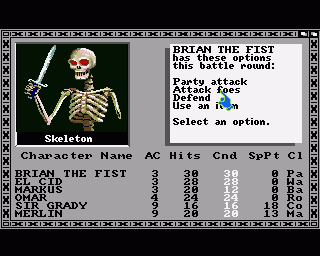 BRIAN THE FIST
has these options
this battle round:
Party attack
Attack foes
Defend
Use an item
Select an option.
Skeleton
Character Name AC Hits Cnd SpPt Cl
BRIAN THE FIST 3 30 30 0 Pa
EL CID 3 28 28 0 Wa
MARKUS 3 20 12 0 Ba
OMAR 4 24 24 0 Ro
SIR GRADY 9 16 16 18 Co
MERLIN 9 20 20 13 Ma